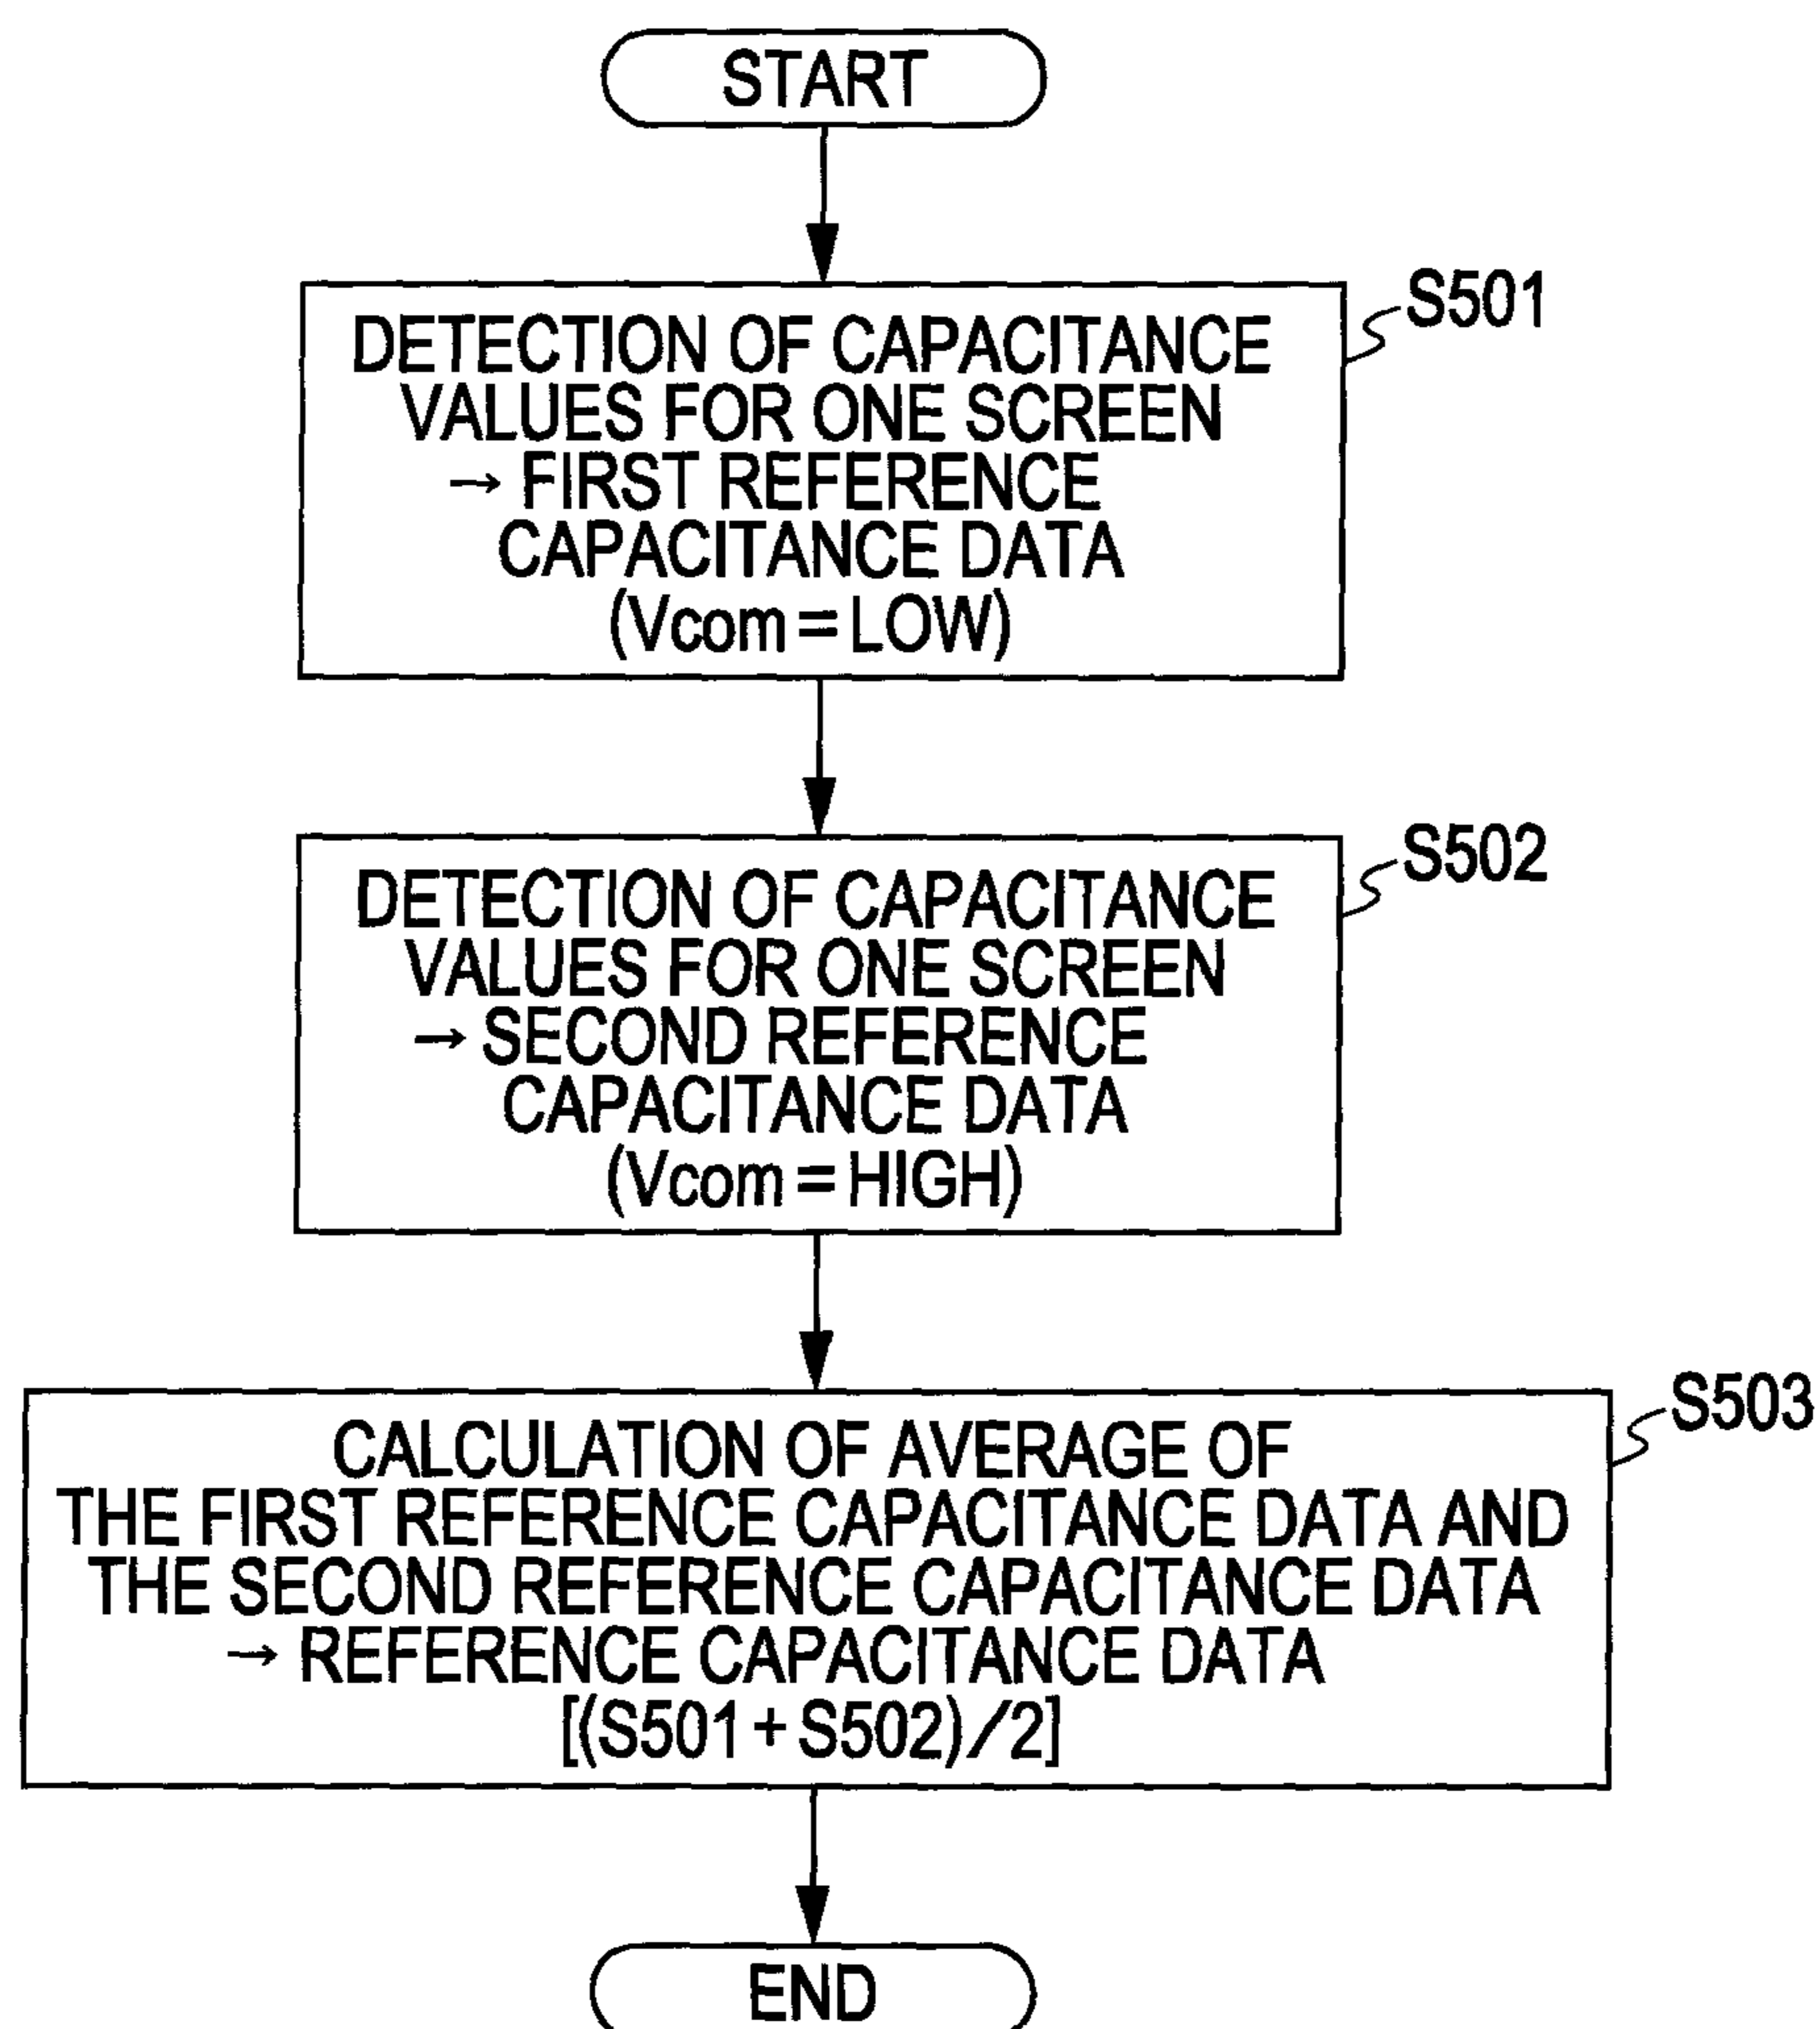 START
S501
DETECTION OF CAPACITANCE
VALUES FOR ONE SCREEN
→ FIRST REFERENCE
CAPACITANCE DATA
(Vcom = LOW)
S502
DETECTION OF CAPACITANCE
VALUES FOR ONE SCREEN
→ SECOND REFERENCE
CAPACITANCE DATA
(Vcom = HIGH)
S503
CALCULATION OF AVERAGE OF
THE FIRST REFERENCE CAPACITANCE DATA AND
THE SECOND REFERENCE CAPACITANCE DATA
→ REFERENCE CAPACITANCE DATA
[(S501 + S502)/2]
END